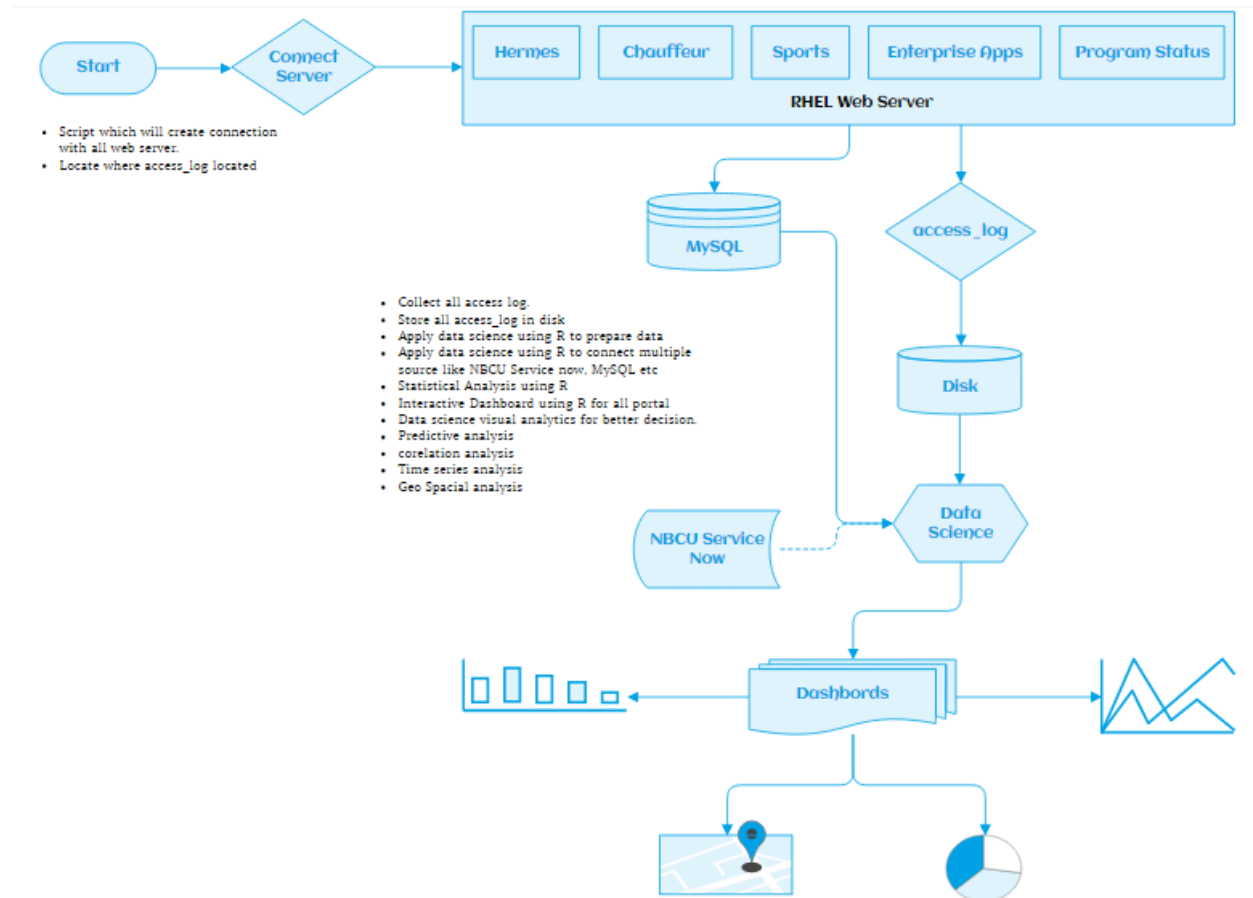 Start
Connect
Server
Hermes
Chauffeur
Sports
Enterprise Apps
Program Status
RHEL Web Server
• Script which will create connection
with all web server.
• Locate where access_log located
MySQL
access_log
• Collect all access log.
• Store all access_log in disk
• Apply data science using R to prepare data
• Apply data science using R to connect multiple
source like NBCU Service now, MySQL etc
• Statistical Analysis using R
• Interactive Dashboard using R for all portal
• Data science visual analytics for better decision.
• Predictive analysis
• corelation analysis
• Time series analysis
• Geo Spacial analysis
Disk
Data
Science
NBCU Service
Now
Dashbords